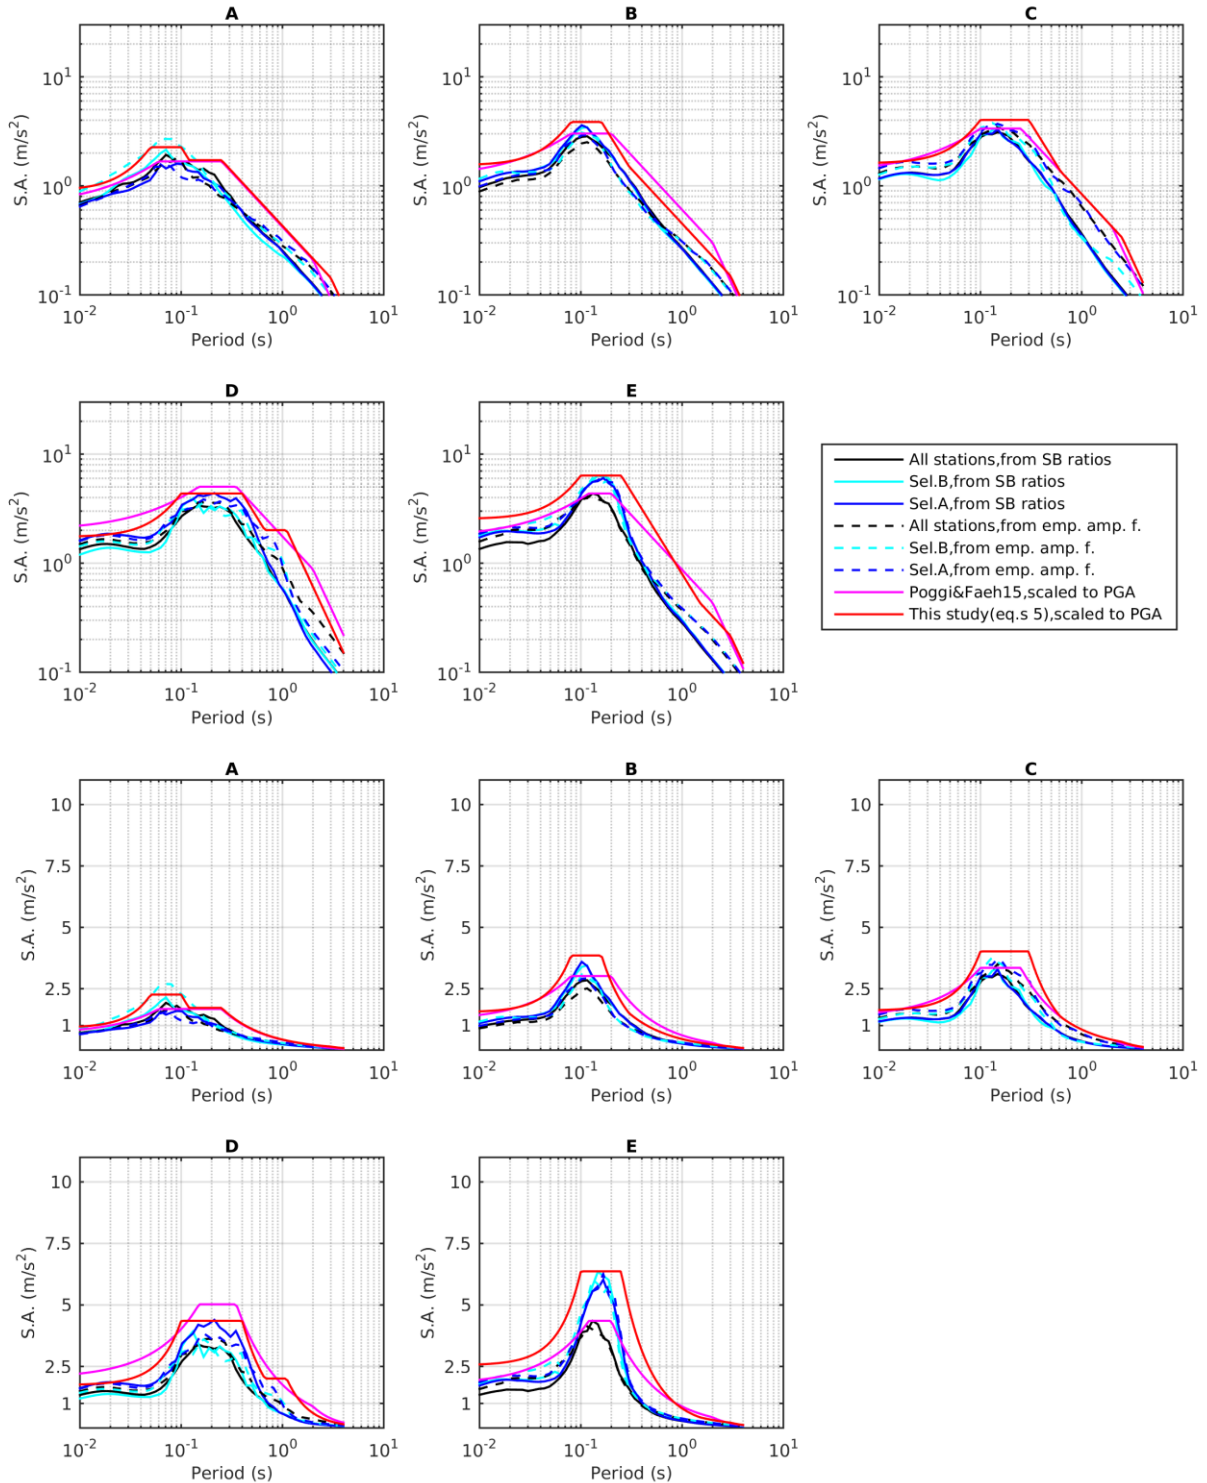 A
B
C
S.A. (m/s²)
10¹
10⁰
10⁻¹
10⁻² 10⁻¹ 10⁰ 10¹
Period (s)
S.A. (m/s²)
10¹
10⁰
10⁻¹
10⁻² 10⁻¹ 10⁰ 10¹
Period (s)
S.A. (m/s²)
10¹
10⁰
10⁻¹
10⁻² 10⁻¹ 10⁰ 10¹
Period (s)
D
E
S.A. (m/s²)
10¹
10⁰
10⁻¹
10⁻² 10⁻¹ 10⁰ 10¹
Period (s)
S.A. (m/s²)
10¹
10⁰
10⁻¹
10⁻² 10⁻¹ 10⁰ 10¹
Period (s)
All stations,from SB ratios
Sel.B,from SB ratios
Sel.A,from SB ratios
All stations,from emp. amp. f.
Sel.B,from emp. amp. f.
Sel.A,from emp. amp. f.
Poggi&Faeh15,scaled to PGA
This study(eq.s 5),scaled to PGA
A
B
C
S.A. (m/s²)
10
7.5
5
2.5
1
10⁻² 10⁻¹ 10⁰ 10¹
Period (s)
S.A. (m/s²)
10
7.5
5
2.5
1
10⁻² 10⁻¹ 10⁰ 10¹
Period (s)
S.A. (m/s²)
10
7.5
5
2.5
1
10⁻² 10⁻¹ 10⁰ 10¹
Period (s)
D
E
S.A. (m/s²)
10
7.5
5
2.5
1
10⁻² 10⁻¹ 10⁰ 10¹
Period (s)
S.A. (m/s²)
10
7.5
5
2.5
1
10⁻² 10⁻¹ 10⁰ 10¹
Period (s)